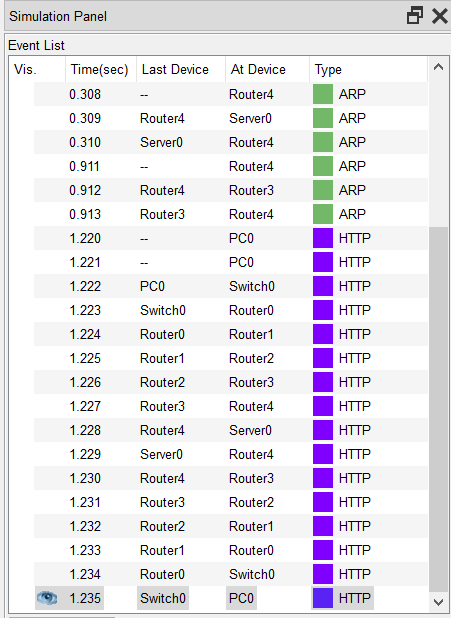 Simulation Panel
Event List
Vis. Time(sec) Last Device At Device Type
0.308 -- Router4 ARP
0.309 Router4 Server0 ARP
0.310 Server0 Router4 ARP
0.911 -- Router4 ARP
0.912 Router4 Router3 ARP
0.913 Router3 Router4 ARP
1.220 -- PC0 HTTP
1.221 -- PC0 HTTP
1.222 PC0 Switch0 HTTP
1.223 Switch0 Router0 HTTP
1.224 Router0 Router1 HTTP
1.225 Router1 Router2 HTTP
1.226 Router2 Router3 HTTP
1.227 Router3 Router4 HTTP
1.228 Router4 Server0 HTTP
1.229 Server0 Router4 HTTP
1.230 Router4 Router3 HTTP
1.231 Router3 Router2 HTTP
1.232 Router2 Router1 HTTP
1.233 Router1 Router0 HTTP
1.234 Router0 Switch0 HTTP
1.235 Switch0 PC0 HTTP